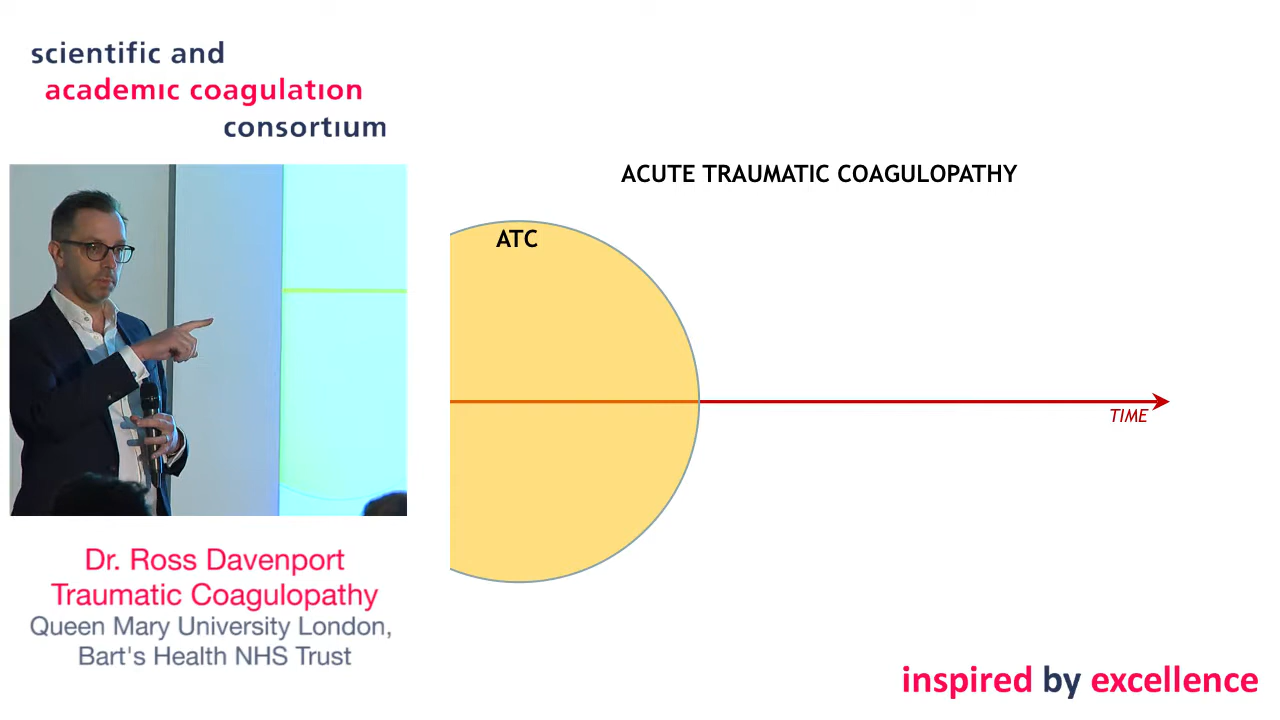 scientific and
academic coagulation
consortium
ACUTE TRAUMATIC COAGULOPATHY
ATC
TIME
Dr. Ross Davenport
Traumatic Coagulopathy
Queen Mary University London,
Bart's Health NHS Trust
inspired by excellence